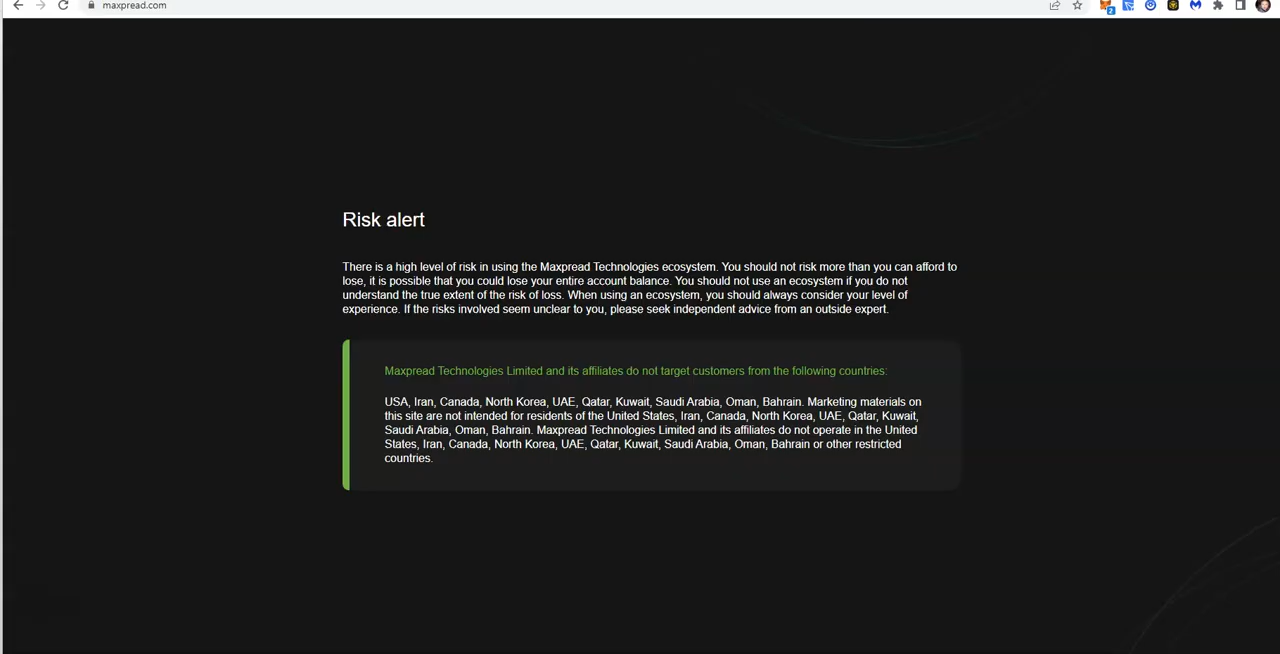 maxpread.com
2
Risk alert
There is a high level of risk in using the Maxpread Technologies ecosystem. You should not risk more than you can afford to
lose, it is possible that you could lose your entire account balance. You should not use an ecosystem if you do not
understand the true extent of the risk of loss. When using an ecosystem, you should always consider your level of
experience. If the risks involved seem unclear to you, please seek independent advice from an outside expert.
Maxpread Technologies Limited and its affiliates do not target customers from the following countries:
USA, Iran, Canada, North Korea, UAE, Qatar, Kuwait, Saudi Arabia, Oman, Bahrain. Marketing materials on
this site are not intended for residents of the United States, Iran, Canada, North Korea, UAE, Qatar, Kuwait,
Saudi Arabia, Oman, Bahrain. Maxpread Technologies Limited and its affiliates do not operate in the United
States, Iran, Canada, North Korea, UAE, Qatar, Kuwait, Saudi Arabia, Oman, Bahrain or other restricted
countries.